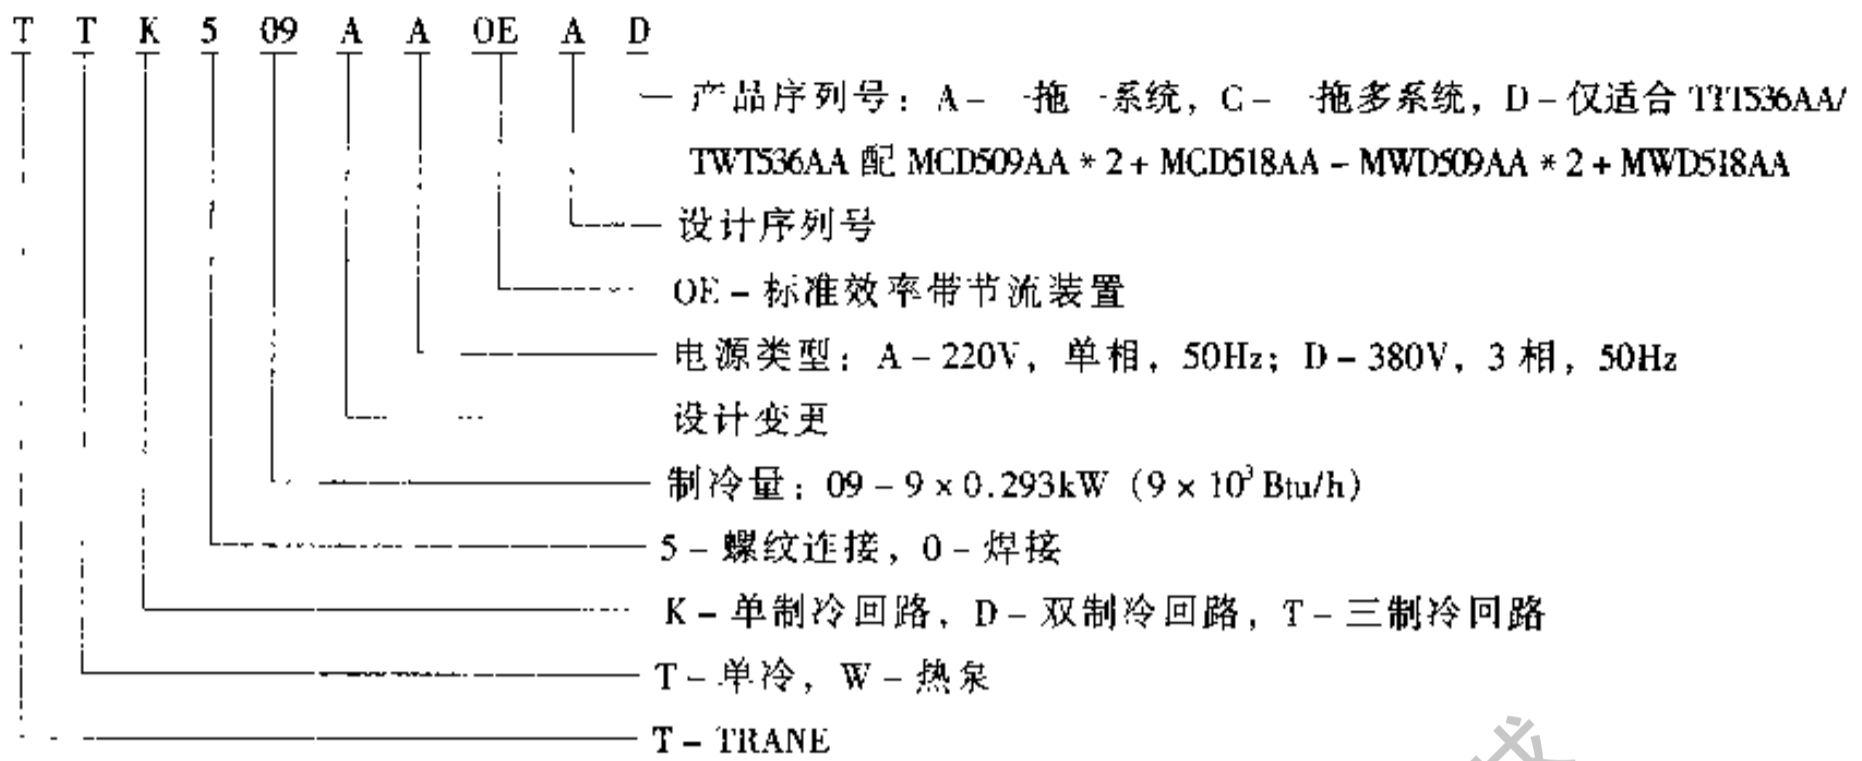 T T K 5 09 A A OE A D
产品序列号：A－一拖一系统，C－一拖多系统，D－仅适合 TTT536AA/
TWT536AA 配 MCD509AA * 2 + MCD518AA－MWD509AA * 2 + MWD518AA
设计序列号
OE－标准效率带节流装置
电源类型：A－220V，单相，50Hz；D－380V，3 相，50Hz
设计变更
制冷量：09－9 × 0.293kW（9 × 10³ Btu/h）
5－螺纹连接，0－焊接
K－单制冷回路，D－双制冷回路，T－三制冷回路
T－单冷，W－热泵
T－TRANE